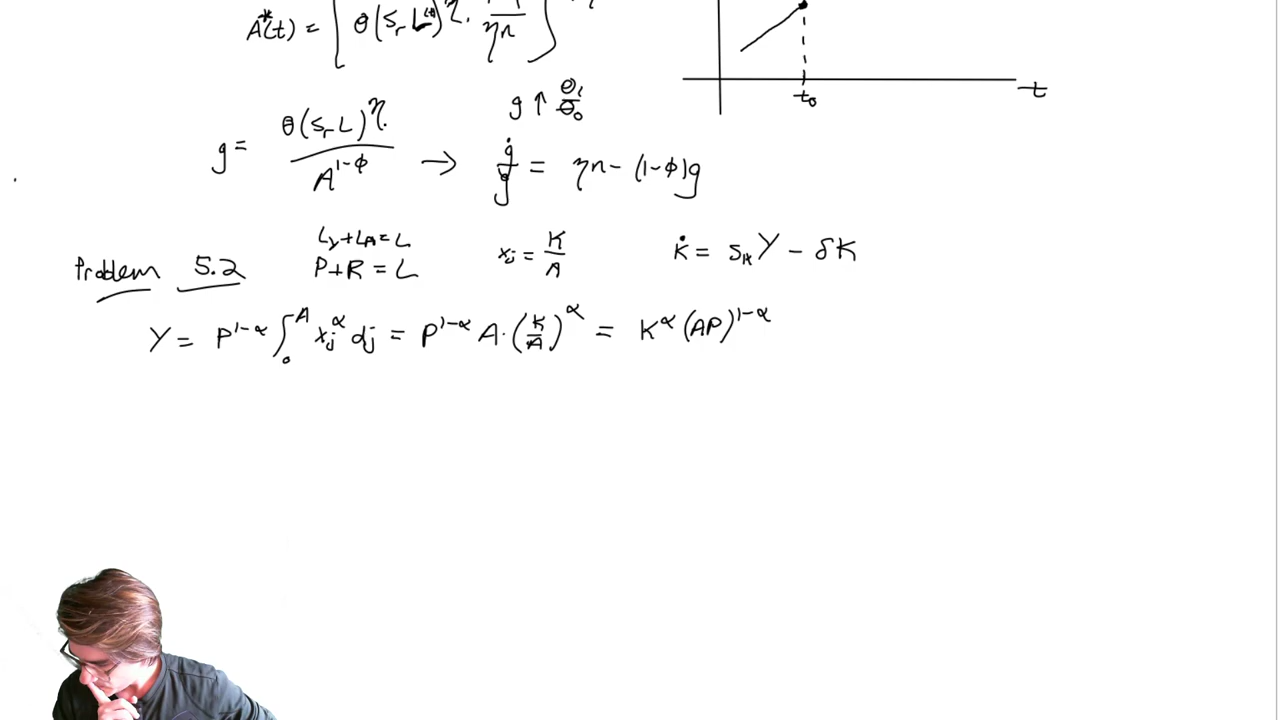 A*(t) = [ θ(s_r L(t))^η · / ηn ]
t
t₀
g ↑ θ₁/θ₀
g = θ(s_r L)^η / A^{1-φ} → ġ/g = ηn - (1-φ)g
L_Y + L_A = L
P + R = L
x_j = K/A
K̇ = s_K Y - δK
Problem 5.2
Y = P^{1-α} ∫₀^A x_j^α dj = P^{1-α} A · (K/A)^α = K^α (AP)^{1-α}